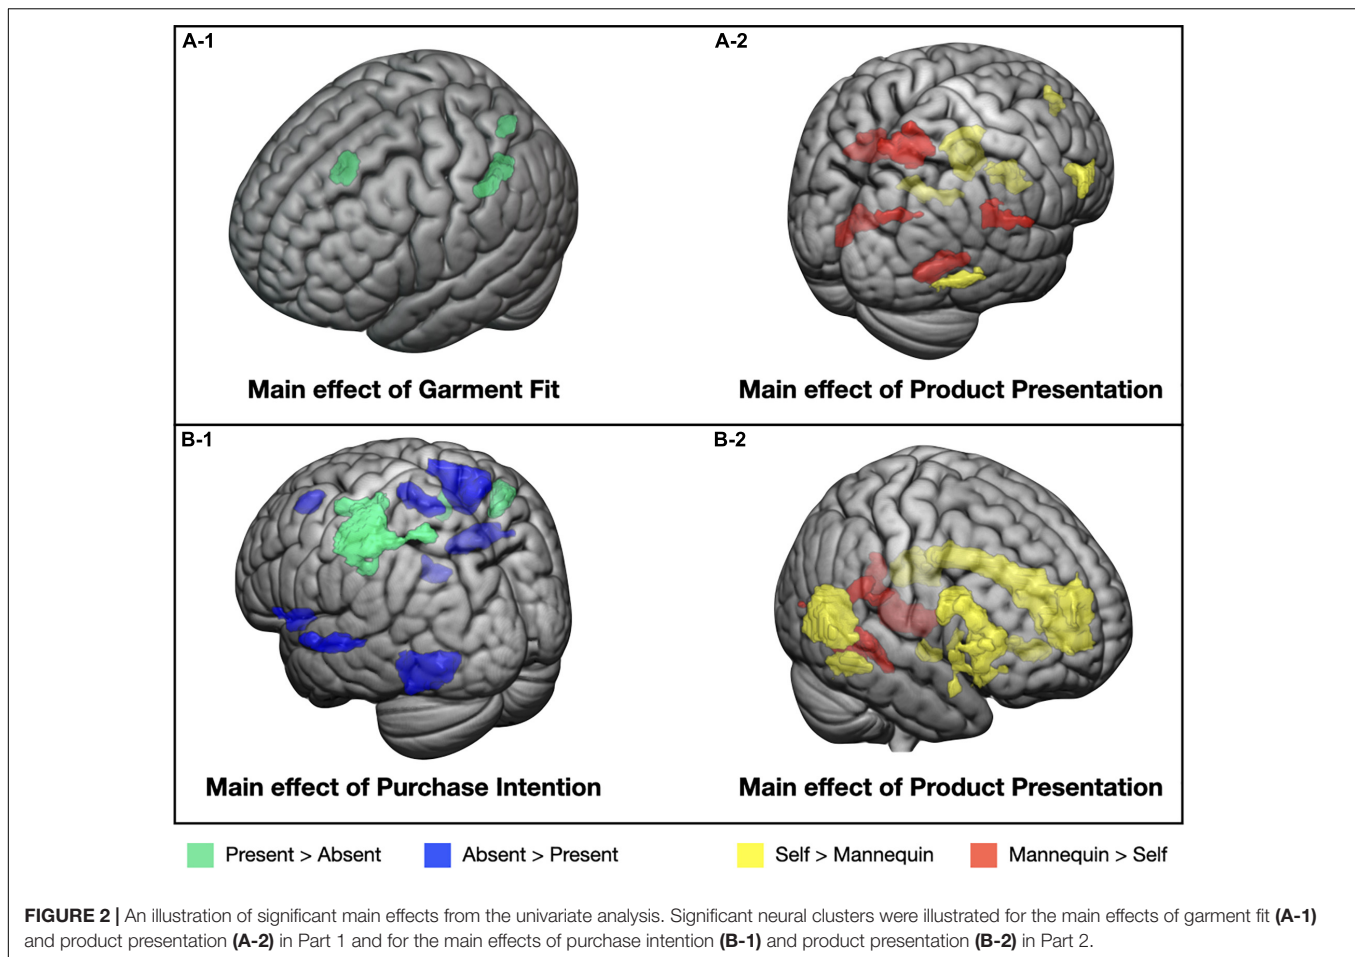 A-1
A-2
Main effect of Garment Fit
Main effect of Product Presentation
B-1
B-2
Main effect of Purchase Intention
Main effect of Product Presentation
Present > Absent
Absent > Present
Self > Mannequin
Mannequin > Self
FIGURE 2 | An illustration of significant main effects from the univariate analysis. Significant neural clusters were illustrated for the main effects of garment fit (A-1)
and product presentation (A-2) in Part 1 and for the main effects of purchase intention (B-1) and product presentation (B-2) in Part 2.